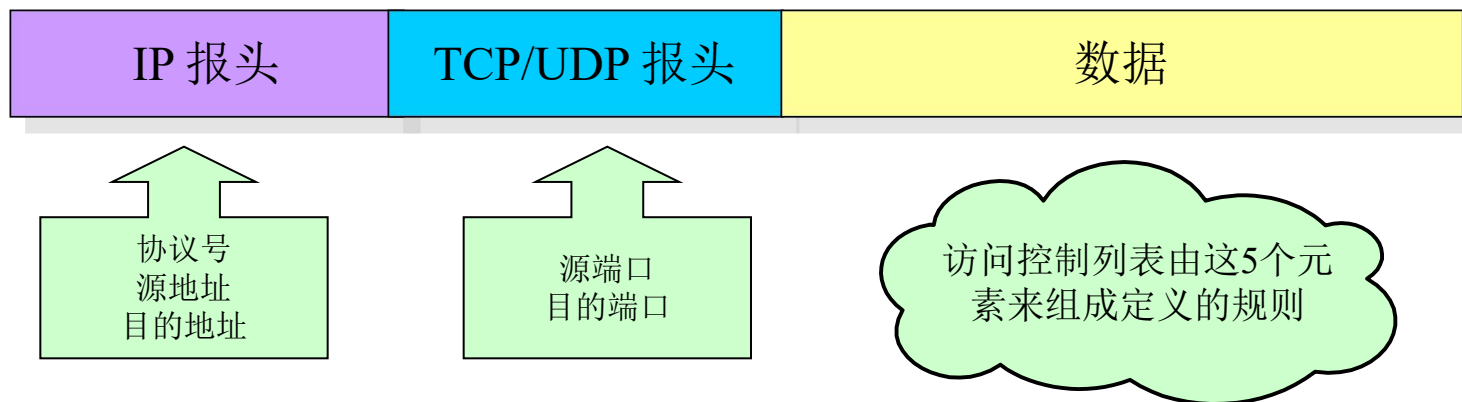 IP 报头
TCP/UDP 报头
数据
协议号
源地址
目的地址
源端口
目的端口
访问控制列表由这5个元
素来组成定义的规则